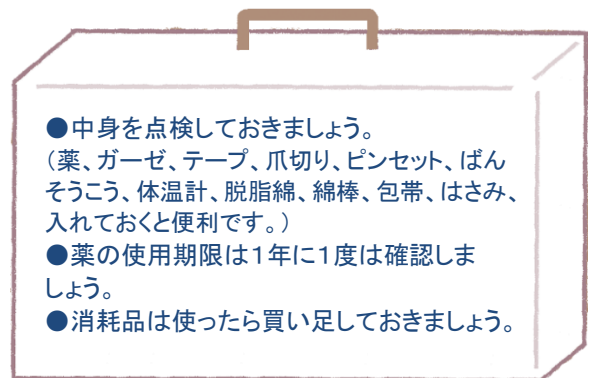 ●中身を点検しておきましょう。
（薬、ガーゼ、テープ、爪切り、ピンセット、ばん
そうこう、体温計、脱脂綿、綿棒、包帯、はさみ、
入れておくと便利です。）
●薬の使用期限は１年に１度は確認しま
しょう。
●消耗品は使ったら買い足しておきましょう。